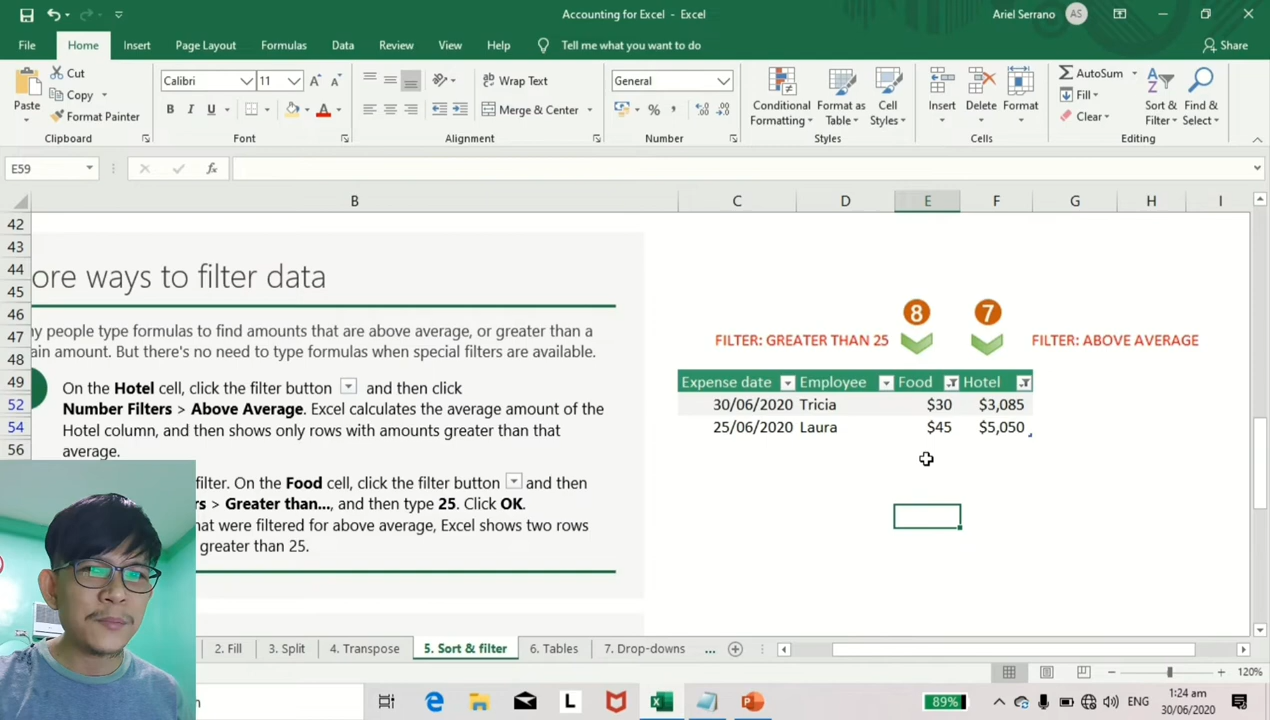 Accounting for Excel - Excel
Ariel Serrano AS
File Home Insert Page Layout Formulas Data Review View Help Tell me what you want to do Share
Paste
Cut
Copy
Format Painter
Clipboard
Calibri 11
B I U
A
Font
Wrap Text
Merge & Center
Alignment
General
%
Number
Conditional Formatting
Format as Table
Cell Styles
Styles
Insert Delete Format
Cells
AutoSum
Fill
Clear
Sort & Filter
Find & Select
Editing
E59
fx
B C D E F G H I
42
43
44
45
46
47
48
49
52
54
56
ore ways to filter data
y people type formulas to find amounts that are above average, or greater than a
ain amount. But there's no need to type formulas when special filters are available.
On the Hotel cell, click the filter button and then click
Number Filters > Above Average. Excel calculates the average amount of the
Hotel column, and then shows only rows with amounts greater than that
average.
filter. On the Food cell, click the filter button and then
rs > Greater than..., and then type 25. Click OK.
hat were filtered for above average, Excel shows two rows
greater than 25.
8 7
FILTER: GREATER THAN 25
FILTER: ABOVE AVERAGE
Expense date Employee Food Hotel
30/06/2020 Tricia $30 $3,085
25/06/2020 Laura $45 $5,050
2. Fill 3. Split 4. Transpose 5. Sort & filter 6. Tables 7. Drop-downs ...
120%
L
89%
ENG
1:24 am
30/06/2020